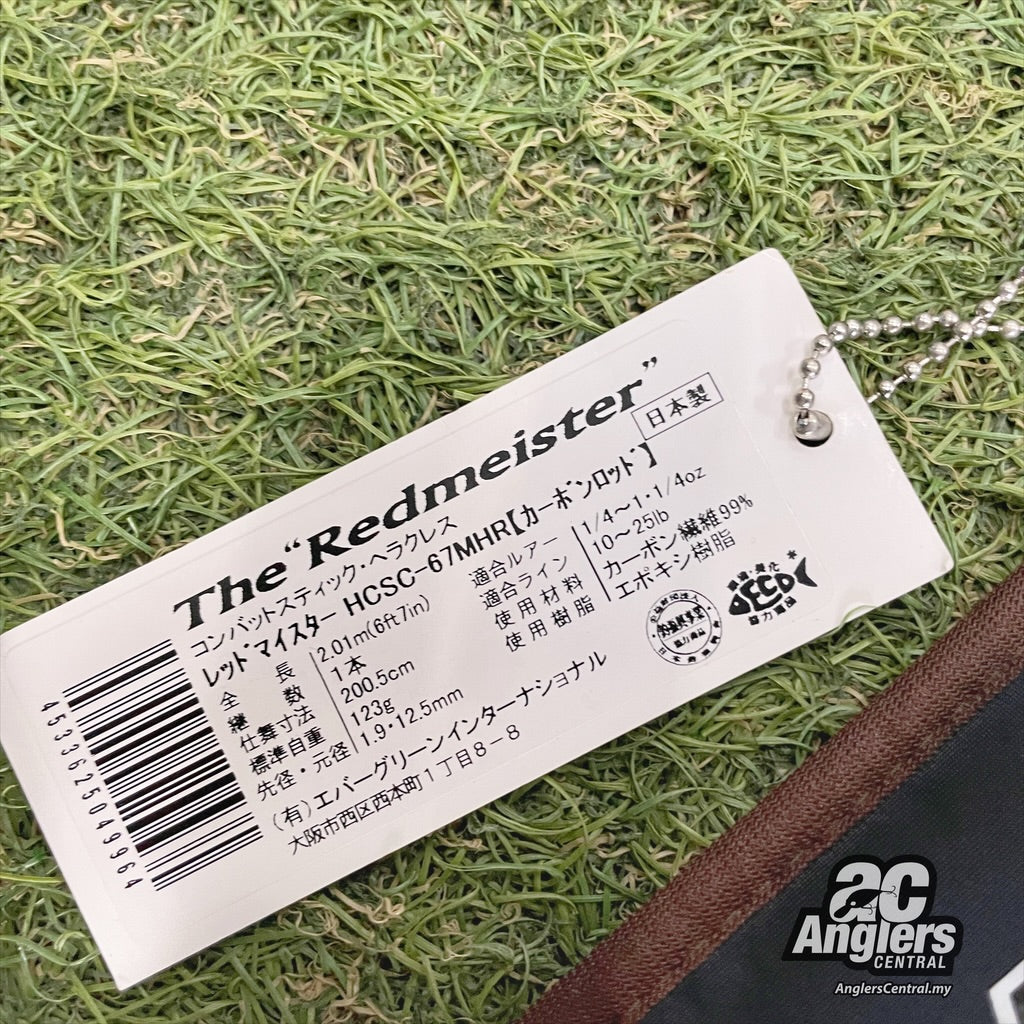 The “Redmeister”
日本製
コンバットスティック・ヘラクレス
レッドマイスター HCSC-67MHR【カーボンロッド】
全長 2.01m(6ft7in)
継数 1本
仕舞寸法 200.5cm
標準自重 123g
先径・元径 1.9・12.5mm
適合ルアー 1/4～1・1/4oz
適合ライン 10～25lb
使用材料 カーボン繊維99%
使用樹脂 エポキシ樹脂
(有)エバーグリーンインターナショナル
大阪市西区西本町1丁目8-8
4533625049964
ECO
ac
Anglers
CENTRAL
AnglersCentral.my